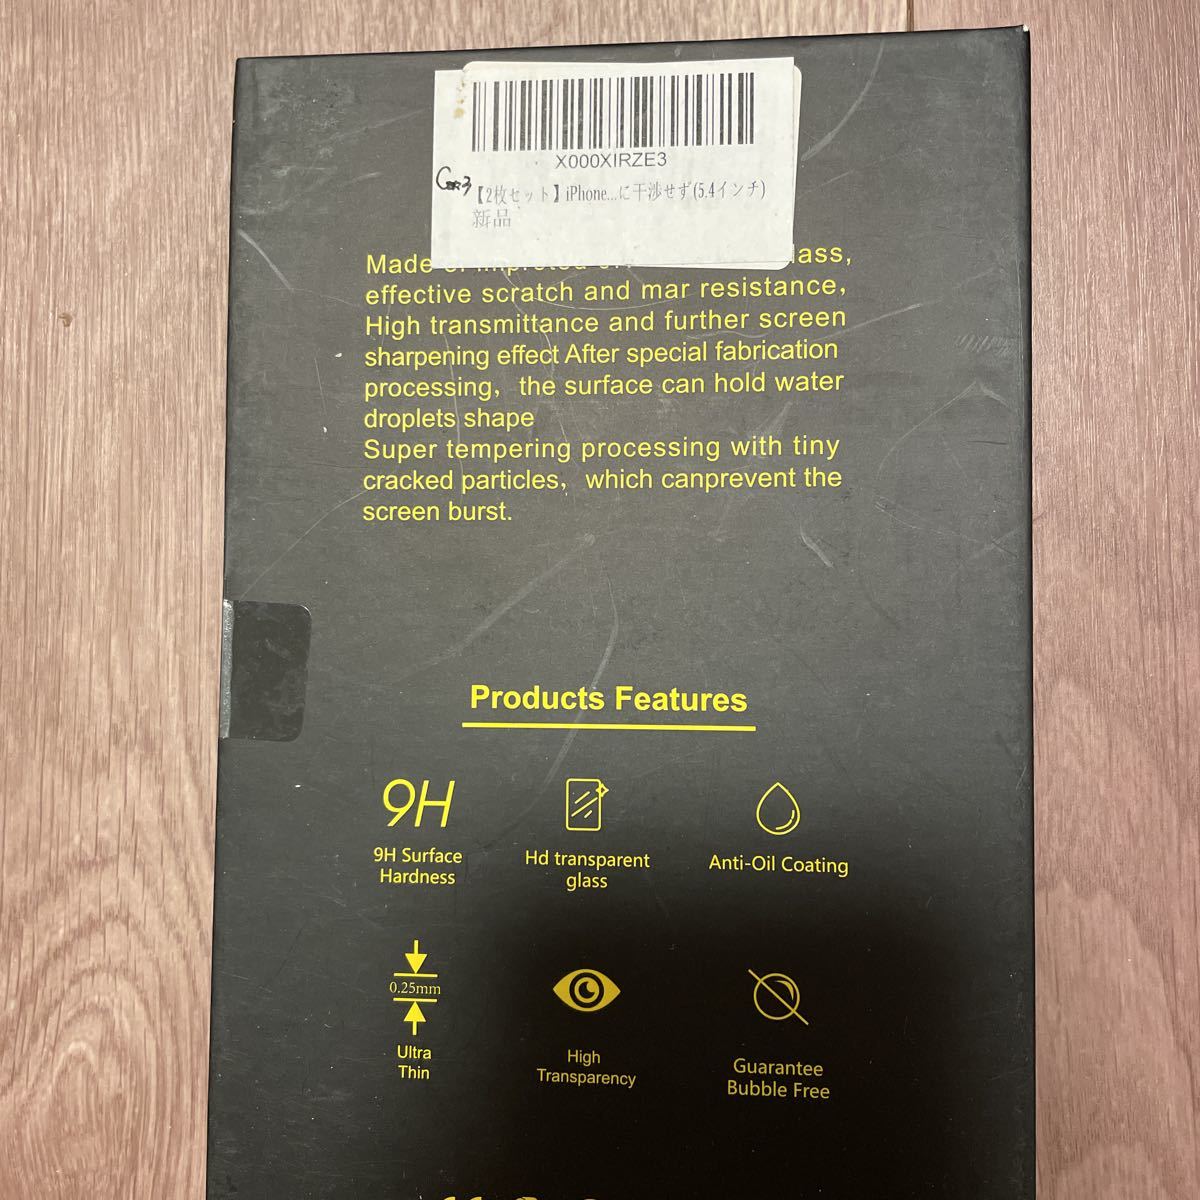 X000XIRZE3
【2枚セット】iPhone...に干渉せず(5.4インチ)
新品
Made
lass,
effective scratch and mar resistance,
High transmittance and further screen
sharpening effect After special fabrication
processing, the surface can hold water
droplets shape
Super tempering processing with tiny
cracked particles, which canprevent the
screen burst.
Products Features
9H
9H Surface
Hardness
Hd transparent
glass
Anti-Oil Coating
0.25mm
Ultra
Thin
High
Transparency
Guarantee
Bubble Free